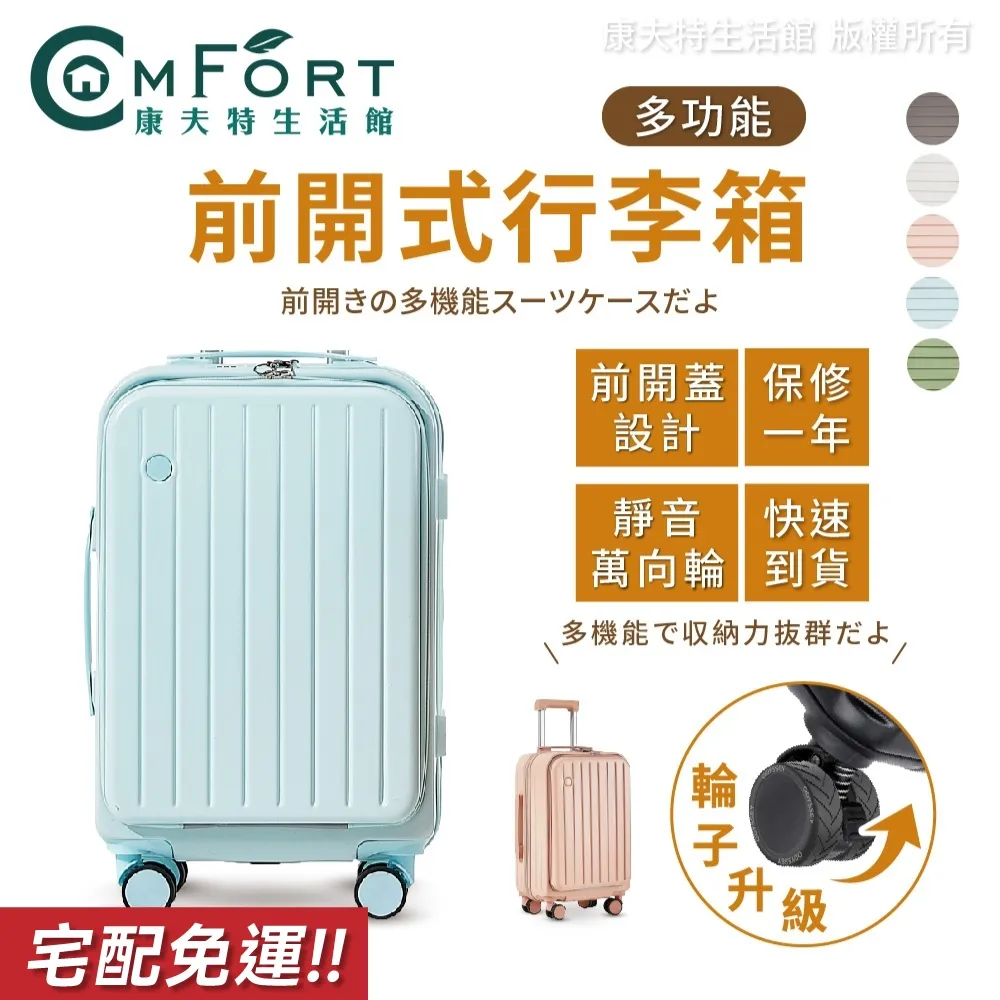 COMFORT
康夫特生活館
康夫特生活館 版權所有
多功能
前開式行李箱
前開きの多機能スーツケースだよ
前開蓋
設計
保修
一年
靜音
萬向輪
快速
到貨
多機能で収納力抜群だよ
輪子升級
宅配免運!!